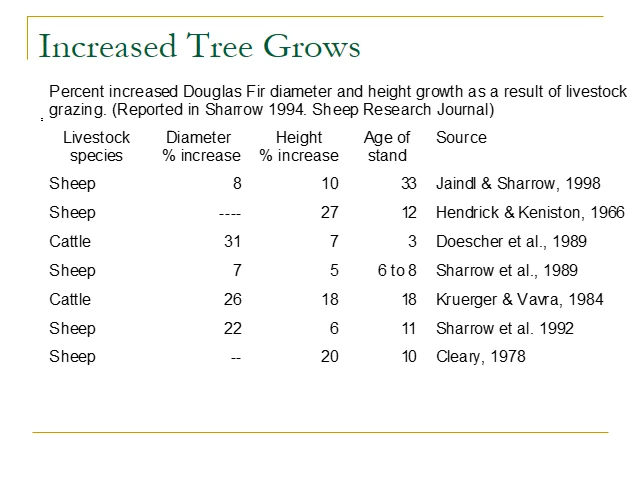 Increased Tree Grows
Percent increased Douglas Fir diameter and height growth as a result of livestock
grazing. (Reported in Sharrow 1994. Sheep Research Journal)
Livestock species Diameter % increase Height % increase Age of stand Source
Sheep 8 10 33 Jaindl & Sharrow, 1998
Sheep ---- 27 12 Hendrick & Keniston, 1966
Cattle 31 7 3 Doescher et al., 1989
Sheep 7 5 6 to 8 Sharrow et al., 1989
Cattle 26 18 18 Kruerger & Vavra, 1984
Sheep 22 6 11 Sharrow et al. 1992
Sheep -- 20 10 Cleary, 1978